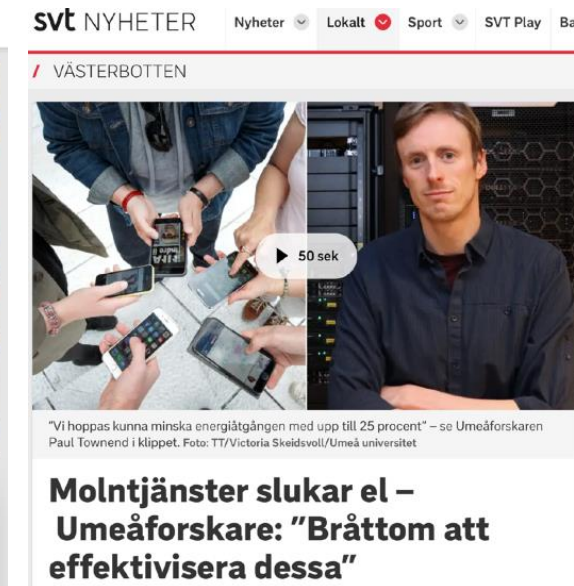 svt NYHETER Nyheter Lokalt Sport SVT Play
/ VÄSTERBOTTEN
50 sek
"Vi hoppas kunna minska energiåtgången med upp till 25 procent" – se Umeåforskaren
Paul Townend i klippet. Foto: TT/Victoria Skeidsvoll/Umeå universitet
Molntjänster slukar el –
Umeåforskare: ”Bråttom att
effektivisera dessa”